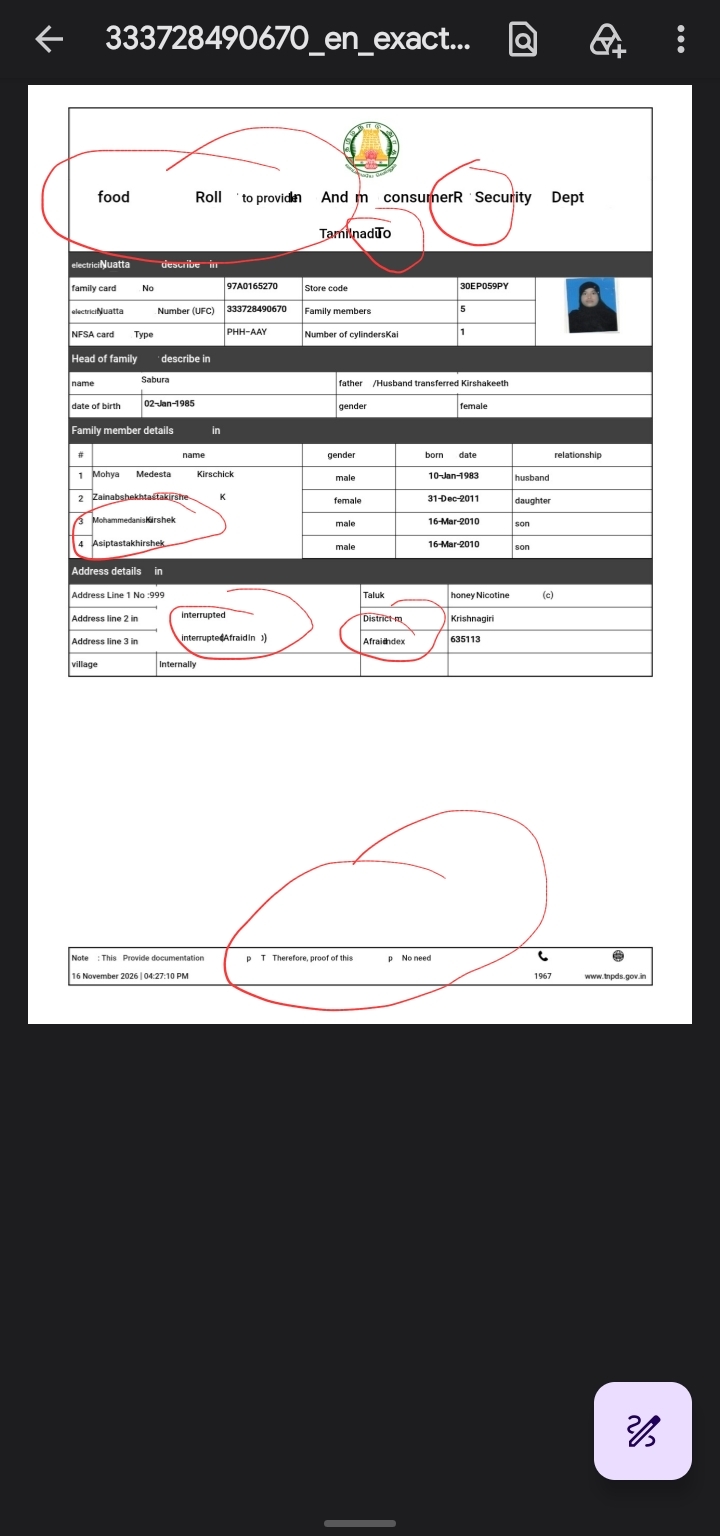 333728490670_en_exact...
food Roll to provide And m consumerR Security Dept
TamilnaduTo
describe in
family card No 97A0165270 Store code 30EP059PY
Number (UFC) 333728490670 Family members 5
NFSA card Type PHH-AAY Number of cylindersKai 1
Head of family describe in
name Sabura father /Husband transferred Kirshakeeth
date of birth 02-Jan-1985 gender female
Family member details in
# name gender born date relationship
1 Mohya Medesta Kirschick male 10-Jan-1983 husband
2 Zainabshekhtastakirshe K female 31-Dec-2011 daughter
3 Kirshek male 16-Mar-2010 son
4 Asiptastakhirshek male 16-Mar-2010 son
Address details in
Address Line 1 No :999 Taluk honey Nicotine (c)
Address line 2 in interrupted District m Krishnagiri
Address line 3 in interrupted(AfraidIn ) 635113
village Internally
Note : This Provide documentation p T Therefore, proof of this p No need
16 November 2026 | 04:27:10 PM 1967 www.tnpds.gov.in